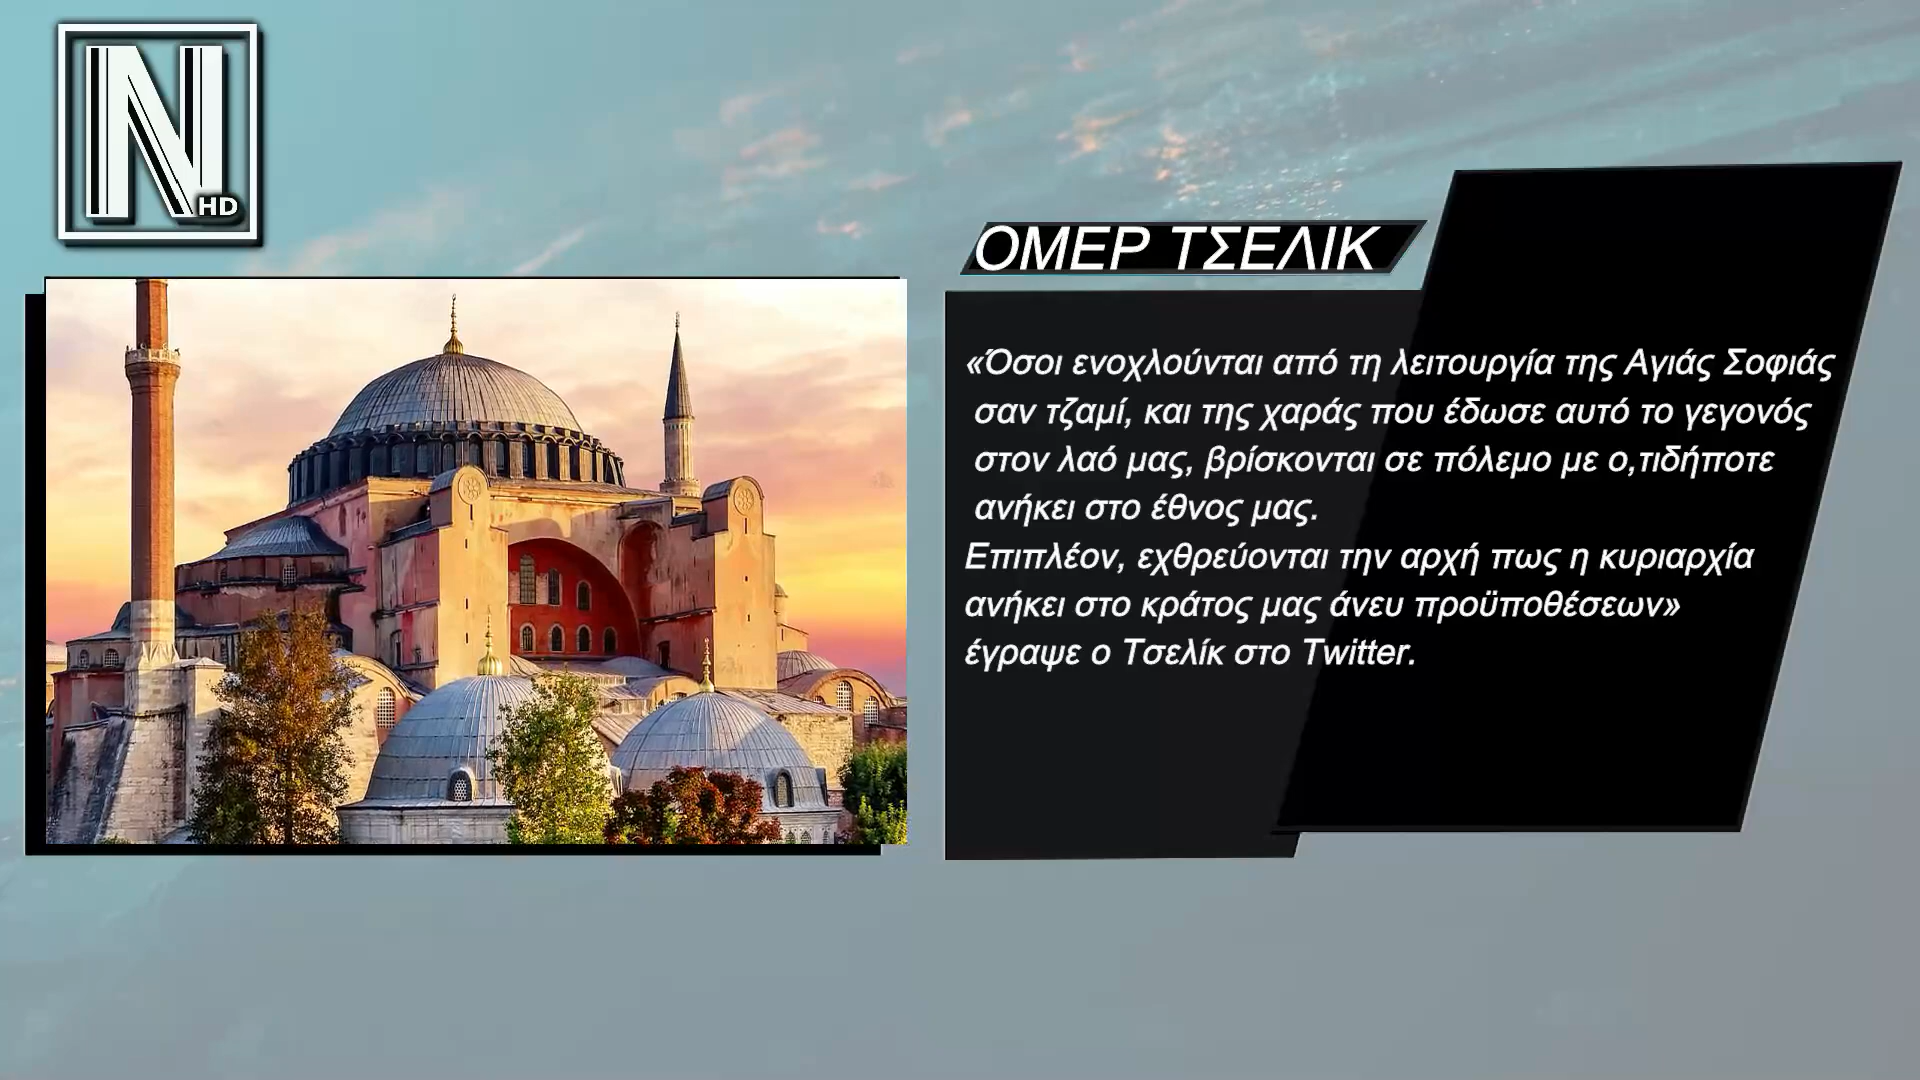 N HD
ΟΜΕΡ ΤΣΕΛΙΚ
«Όσοι ενοχλούνται από τη λειτουργία της Αγιάς Σοφιάς
σαν τζαμί, και της χαράς που έδωσε αυτό το γεγονός
στον λαό μας, βρίσκονται σε πόλεμο με ο,τιδήποτε
ανήκει στο έθνος μας.
Επιπλέον, εχθρεύονται την αρχή πως η κυριαρχία
ανήκει στο κράτος μας άνευ προϋποθέσεων»
έγραψε ο Τσελίκ στο Twitter.